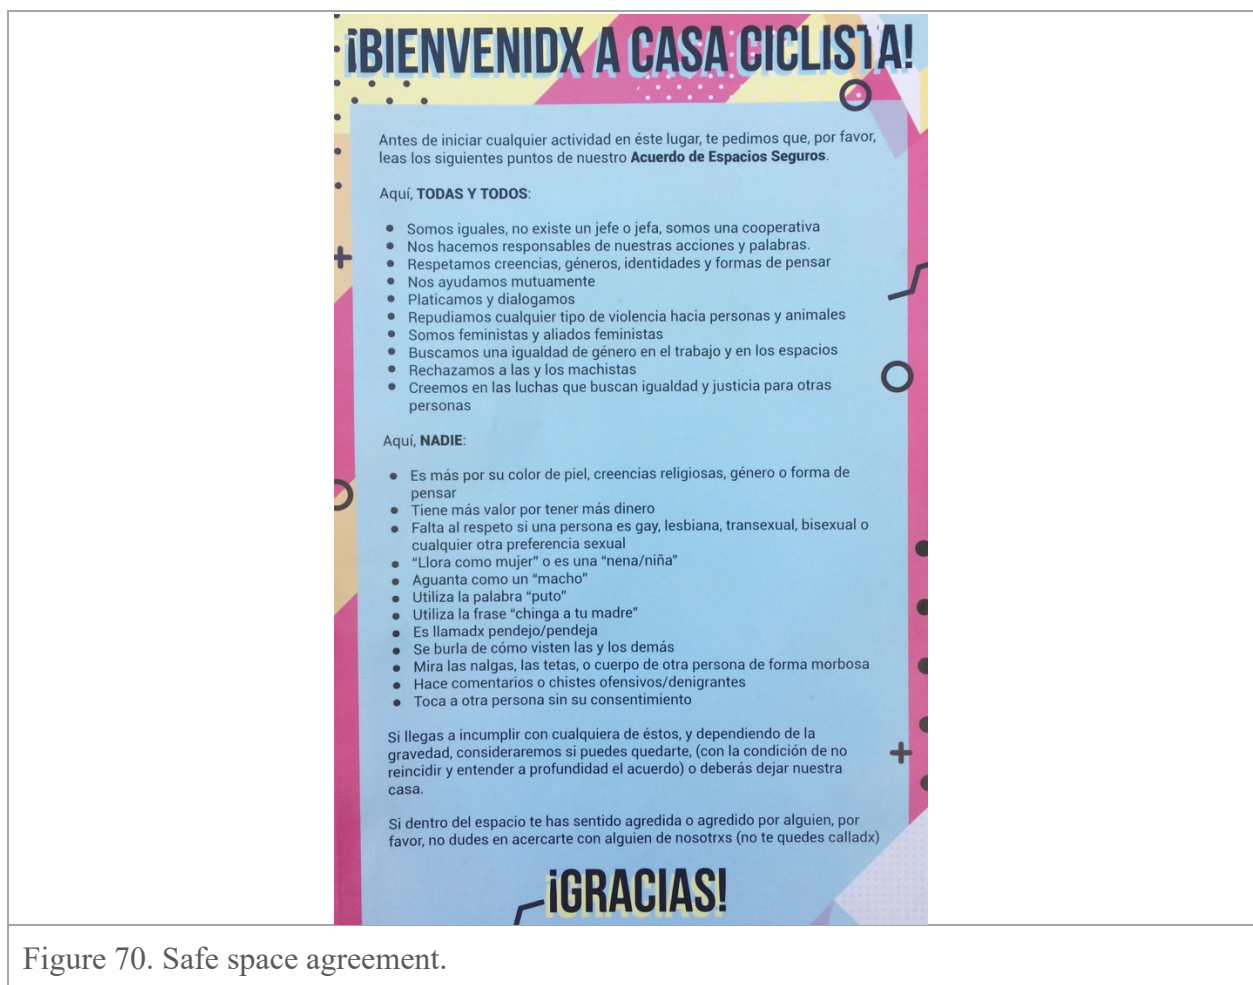 ¡BIENVENIDX A CASA CICLISTA!
Antes de iniciar cualquier actividad en éste lugar, te pedimos que, por favor,
leas los siguientes puntos de nuestro Acuerdo de Espacios Seguros.
Aquí, TODAS Y TODOS:
● Somos iguales, no existe un jefe o jefa, somos una cooperativa
● Nos hacemos responsables de nuestras acciones y palabras.
● Respetamos creencias, géneros, identidades y formas de pensar
● Nos ayudamos mutuamente
● Platicamos y dialogamos
● Repudiamos cualquier tipo de violencia hacia personas y animales
● Somos feministas y aliados feministas
● Buscamos una igualdad de género en el trabajo y en los espacios
● Rechazamos a las y los machistas
● Creemos en las luchas que buscan igualdad y justicia para otras
personas
Aquí, NADIE:
● Es más por su color de piel, creencias religiosas, género o forma de
pensar
● Tiene más valor por tener más dinero
● Falta al respeto si una persona es gay, lesbiana, transexual, bisexual o
cualquier otra preferencia sexual
● “Llora como mujer” o es una “nena/niña”
● Aguanta como un “macho”
● Utiliza la palabra “puto”
● Utiliza la frase “chinga a tu madre”
● Es llamadx pendejo/pendeja
● Se burla de cómo visten las y los demás
● Mira las nalgas, las tetas, o cuerpo de otra persona de forma morbosa
● Hace comentarios o chistes ofensivos/denigrantes
● Toca a otra persona sin su consentimiento
Si llegas a incumplir con cualquiera de éstos, y dependiendo de la
gravedad, consideraremos si puedes quedarte, (con la condición de no
reincidir y entender a profundidad el acuerdo) o deberás dejar nuestra
casa.
Si dentro del espacio te has sentido agredida o agredido por alguien, por
favor, no dudes en acercarte con alguien de nosotrxs (no te quedes calladx)
¡GRACIAS!
Figure 70. Safe space agreement.